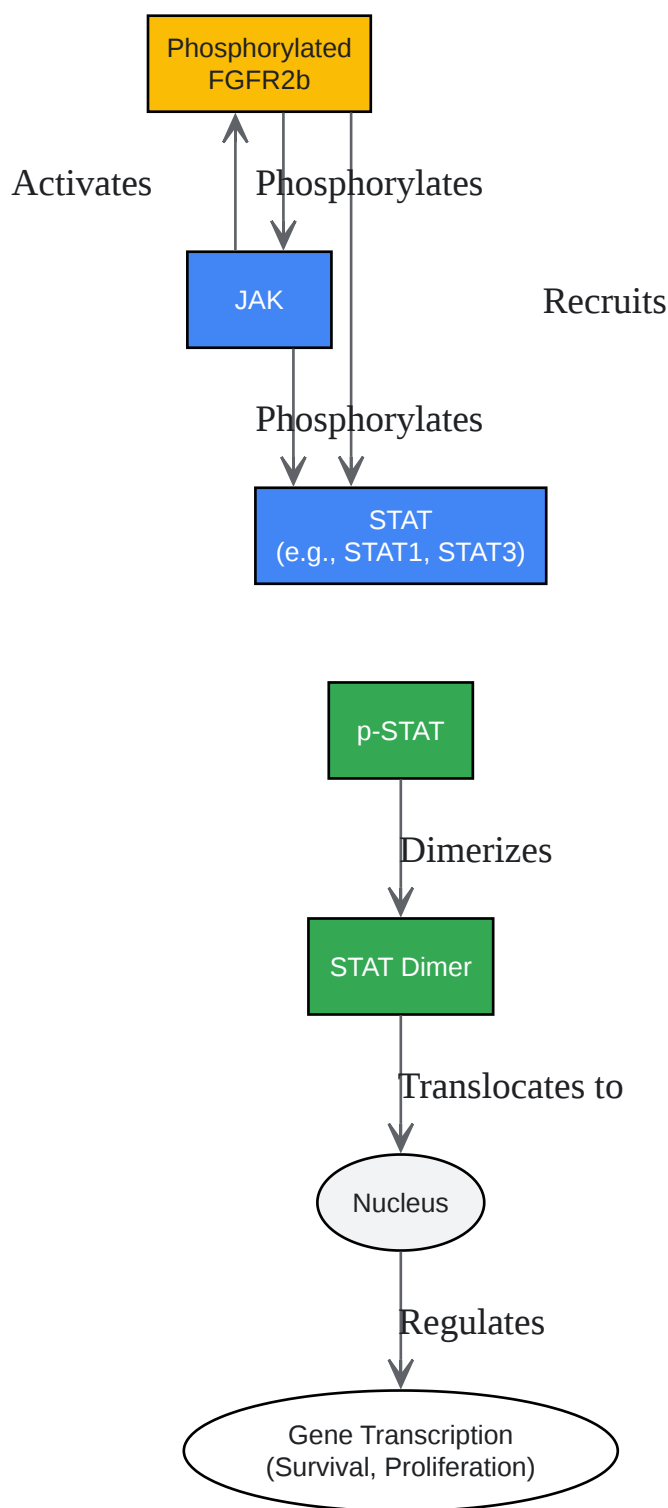 Phosphorylated
FGFR2b
Activates
Phosphorylates
JAK
Recruits
Phosphorylates
STAT
(e.g., STAT1, STAT3)
p-STAT
Dimerizes
STAT Dimer
Translocates to
Nucleus
Regulates
Gene Transcription
(Survival, Proliferation)